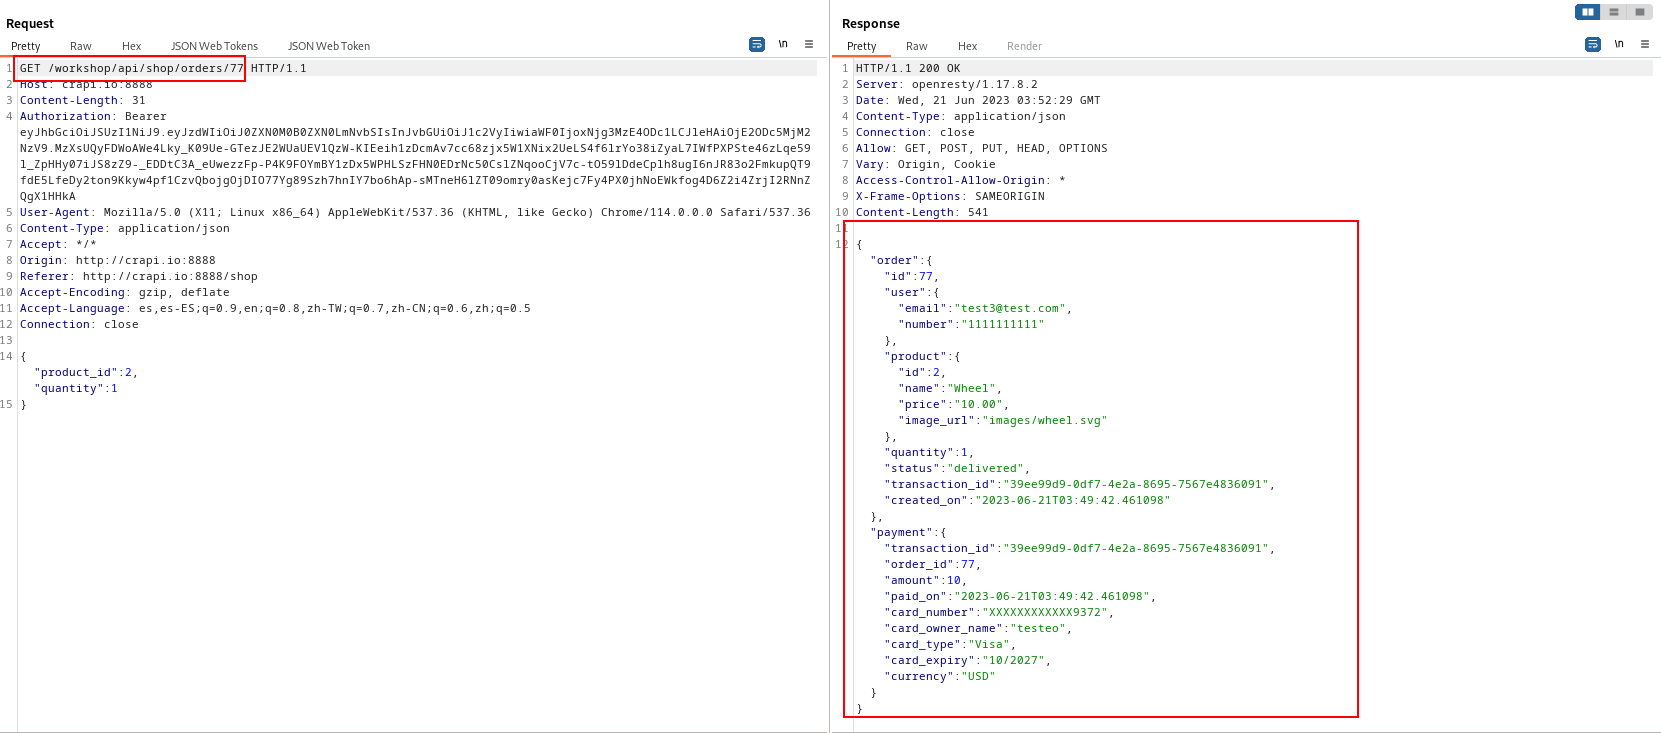 Request
Pretty Raw Hex JSON Web Tokens JSON Web Token \n
1 GET /workshop/api/shop/orders/77 HTTP/1.1
2 Host: crapi.io:8888
3 Content-Length: 31
4 Authorization: Bearer
eyJhbGciOiJSUzI1NiJ9.eyJzdWIiOiJ0ZXN0M0B0ZXN0LmNvbSIsInJvbGUiOiJ1c2VyIiwiaWF0IjoxNjg3MzE4ODc1LCJleHAiOjE2ODc5MjM2
NzV9.MzXsUQyFDWoAWe4Lky_K09Ue-GTezJE2WUaUEVlQzW-KIEeih1zDcmAv7cc68zjx5W1XNix2UeLS4f6lrYo38iZyaL7IWfPXPSte46zLqe59
l_ZpHHy07iJS8zZ9-_EDDtC3A_eUwezzFp-P4K9FOYmBY1zDx5WPHLSzFHN0EDrNc50CslZNqooCjV7c-tO59lDdeCplh8ugI6nJR83o2FmkupQT9
fdE5LfeDy2ton9Kkyw4pf1CzvQbojgOjDIO77Yg89Szh7hnIY7bo6hAp-sMTneH6lZT09omry0asKejc7Fy4PX0jhNoEWkfog4D6Z2i4ZrjI2RNnZ
QgX1HHkA
5 User-Agent: Mozilla/5.0 (X11; Linux x86_64) AppleWebKit/537.36 (KHTML, like Gecko) Chrome/114.0.0.0 Safari/537.36
6 Content-Type: application/json
7 Accept: */*
8 Origin: http://crapi.io:8888
9 Referer: http://crapi.io:8888/shop
10 Accept-Encoding: gzip, deflate
11 Accept-Language: es,es-ES;q=0.9,en;q=0.8,zh-TW;q=0.7,zh-CN;q=0.6,zh;q=0.5
12 Connection: close
13
14 {
"product_id":2,
"quantity":1
15 }
Response
Pretty Raw Hex Render \n
1 HTTP/1.1 200 OK
2 Server: openresty/1.17.8.2
3 Date: Wed, 21 Jun 2023 03:52:29 GMT
4 Content-Type: application/json
5 Connection: close
6 Allow: GET, POST, PUT, HEAD, OPTIONS
7 Vary: Origin, Cookie
8 Access-Control-Allow-Origin: *
9 X-Frame-Options: SAMEORIGIN
10 Content-Length: 541
11
12 {
"order":{
"id":77,
"user":{
"email":"test3@test.com",
"number":"1111111111"
},
"product":{
"id":2,
"name":"Wheel",
"price":"10.00",
"image_url":"images/wheel.svg"
},
"quantity":1,
"status":"delivered",
"transaction_id":"39ee99d9-0df7-4e2a-8695-7567e4836091",
"created_on":"2023-06-21T03:49:42.461098"
},
"payment":{
"transaction_id":"39ee99d9-0df7-4e2a-8695-7567e4836091",
"order_id":77,
"amount":10,
"paid_on":"2023-06-21T03:49:42.461098",
"card_number":"XXXXXXXXXXXX9372",
"card_owner_name":"testeo",
"card_type":"Visa",
"card_expiry":"10/2027",
"currency":"USD"
}
}